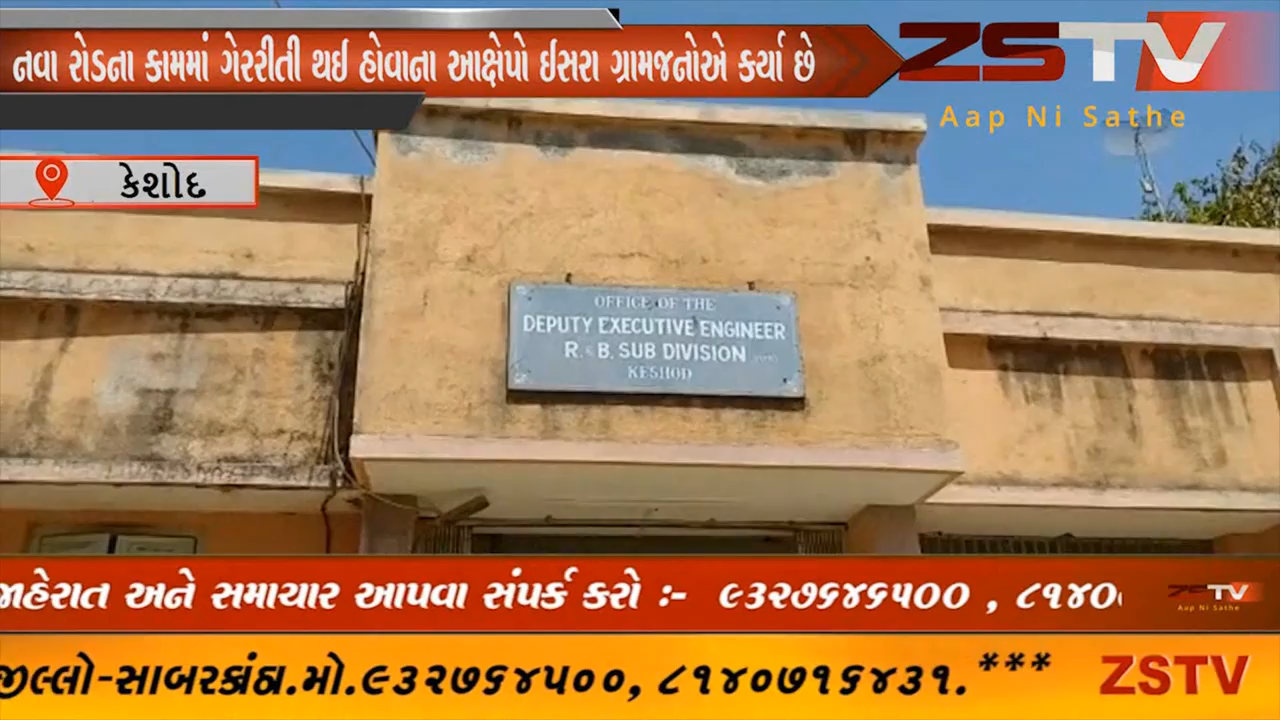 નવા રોડના કામમાં ગેરરીતી થઈ હોવાના આક્ષેપો ઈસરા ગ્રામજનોએ કર્યા છે
ZSTV
Aap Ni Sathe
કેશોદ
OFFICE OF THE
DEPUTY EXECUTIVE ENGINEER
R. & B. SUB DIVISION
KESHOD
જાહેરાત અને સમાચાર આપવા સંપર્ક કરો :- ૯૩૨૭૬૪૬૫૦૦ , ૮૧૪૦
ZSTV
Aap Ni Sathe
જીલ્લો-સાબરકાંઠા.મો.૯૩૨૭૬૪૫૦૦, ૮૧૪૦૭૧૬૪૩૧. ***
ZSTV